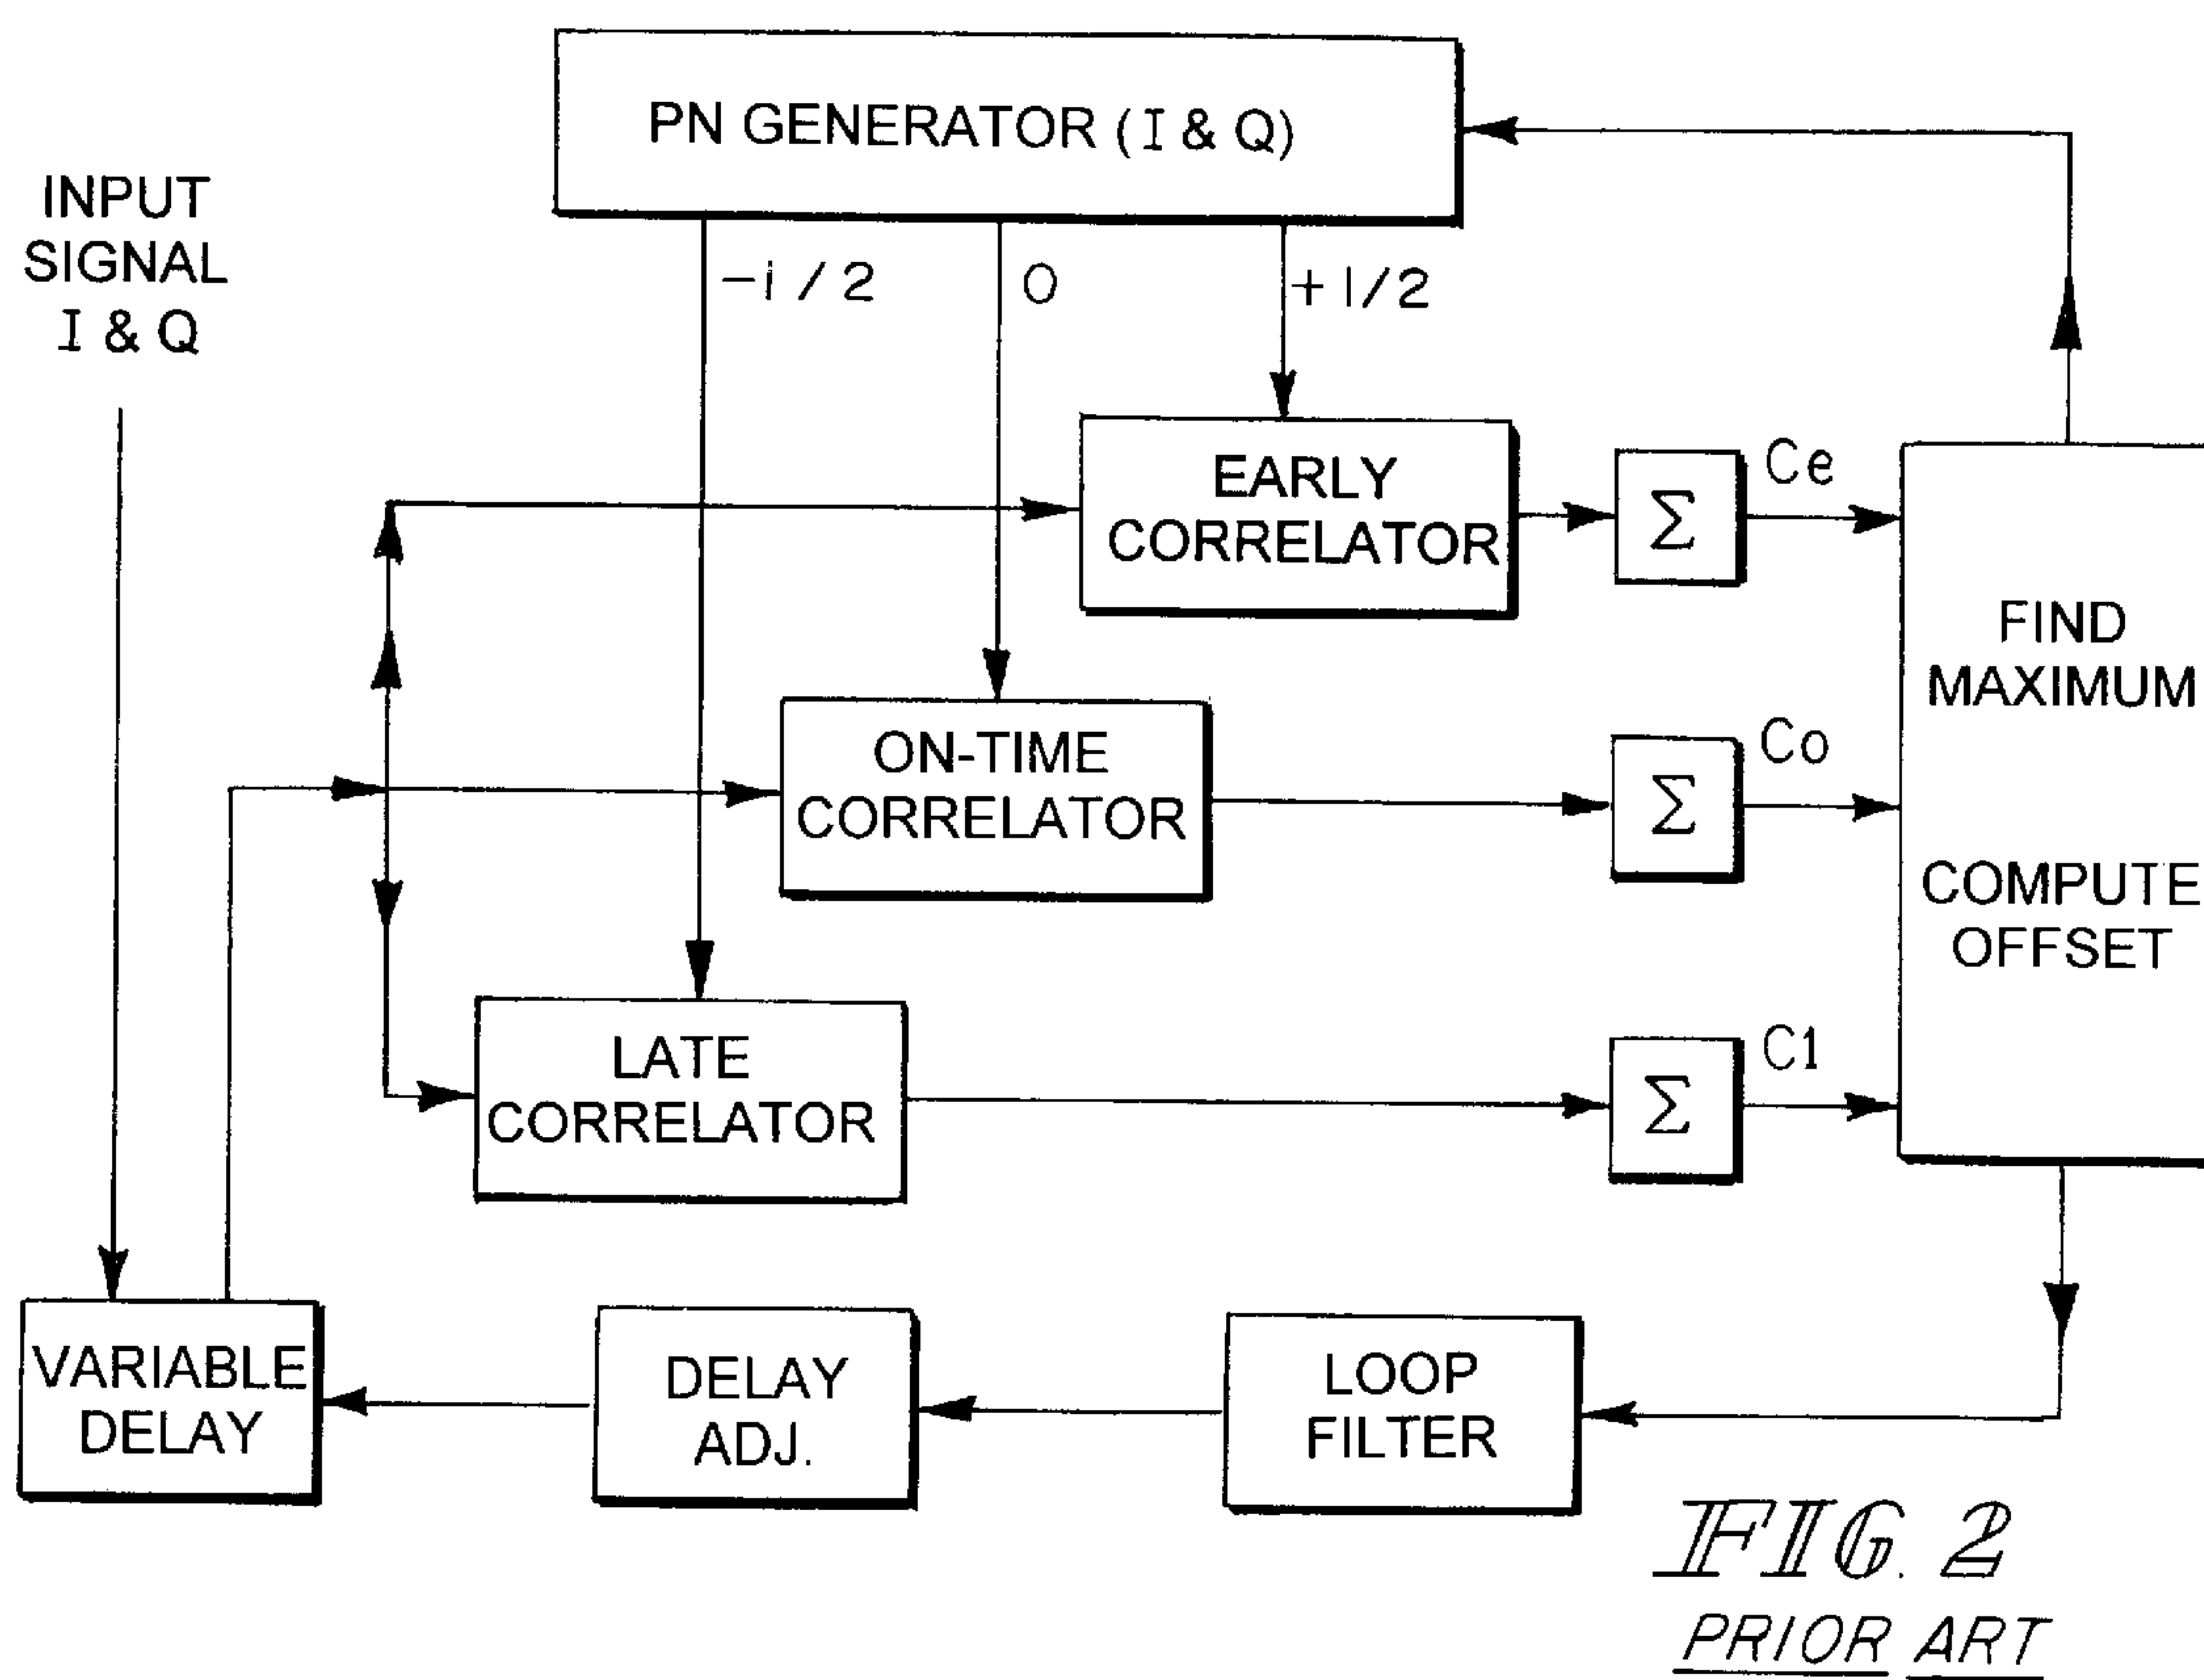 PN GENERATOR (I & Q)
INPUT
SIGNAL
I & Q
-i/2
0
+1/2
EARLY
CORRELATOR
Σ
Ce
FIND
MAXIMUM
COMPUTE
OFFSET
ON-TIME
CORRELATOR
Σ
Co
LATE
CORRELATOR
Σ
C1
VARIABLE
DELAY
DELAY
ADJ.
LOOP
FILTER
FIG. 2
PRIOR ART